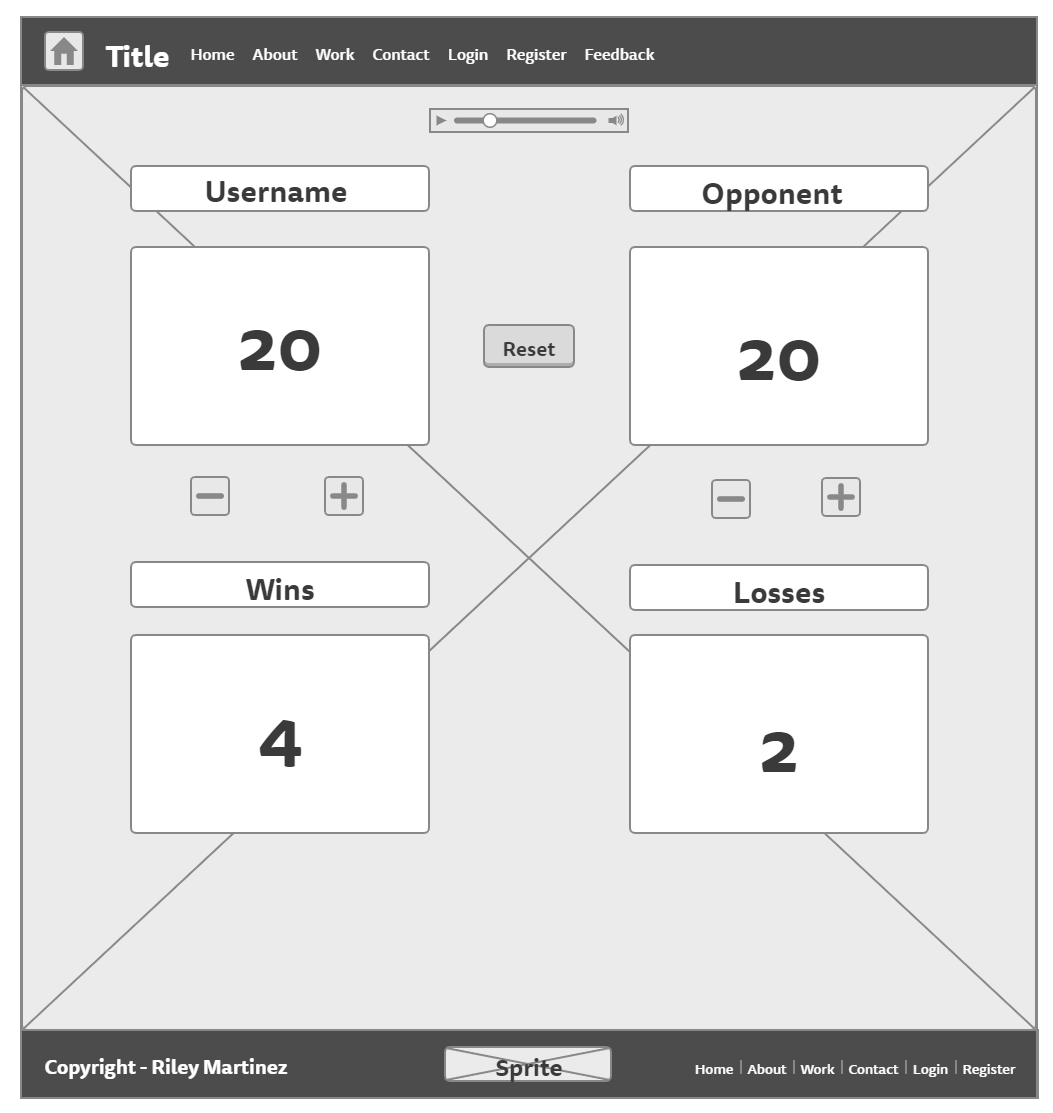 Title Home About Work Contact Login Register Feedback
Username
Opponent
20
Reset
20
Wins
Losses
4
2
Copyright - Riley Martinez
Sprite
Home | About | Work | Contact | Login | Register